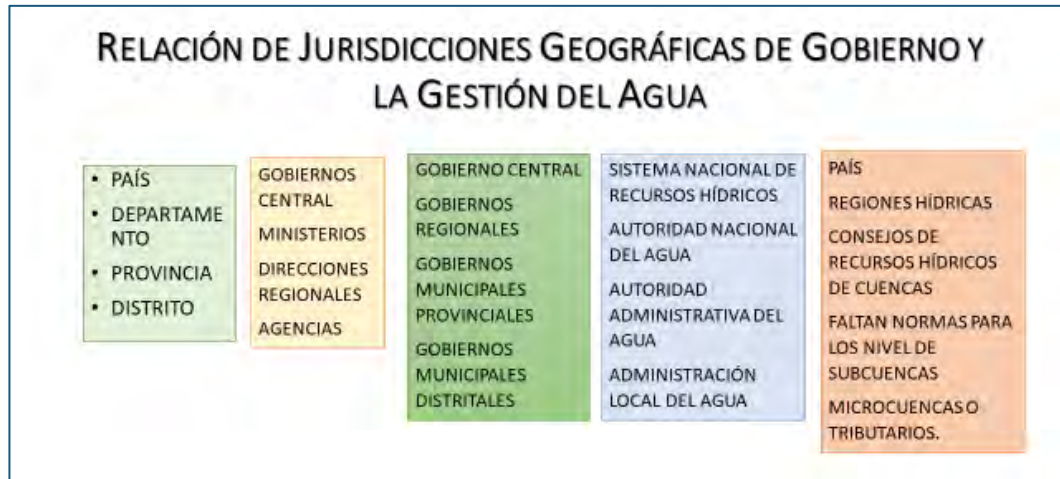 RELACIÓN DE JURISDICCIONES GEOGRÁFICAS DE GOBIERNO Y
LA GESTIÓN DEL AGUA
• PAÍS
• DEPARTAME
NTO
• PROVINCIA
• DISTRITO
GOBIERNOS
CENTRAL
MINISTERIOS
DIRECCIONES
REGIONALES
AGENCIAS
GOBIERNO CENTRAL
GOBIERNOS
REGIONALES
GOBIERNOS
MUNICIPALES
PROVINCIALES
GOBIERNOS
MUNICIPALES
DISTRITALES
SISTEMA NACIONAL DE
RECURSOS HÍDRICOS
AUTORIDAD NACIONAL
DEL AGUA
AUTORIDAD
ADMINISTRATIVA DEL
AGUA
ADMINISTRACIÓN
LOCAL DEL AGUA
PAÍS
REGIONES HÍDRICAS
CONSEJOS DE
RECURSOS HÍDRICOS
DE CUENCAS
FALTAN NORMAS PARA
LOS NIVEL DE
SUBCUENCAS
MICROCUENCAS O
TRIBUTARIOS.